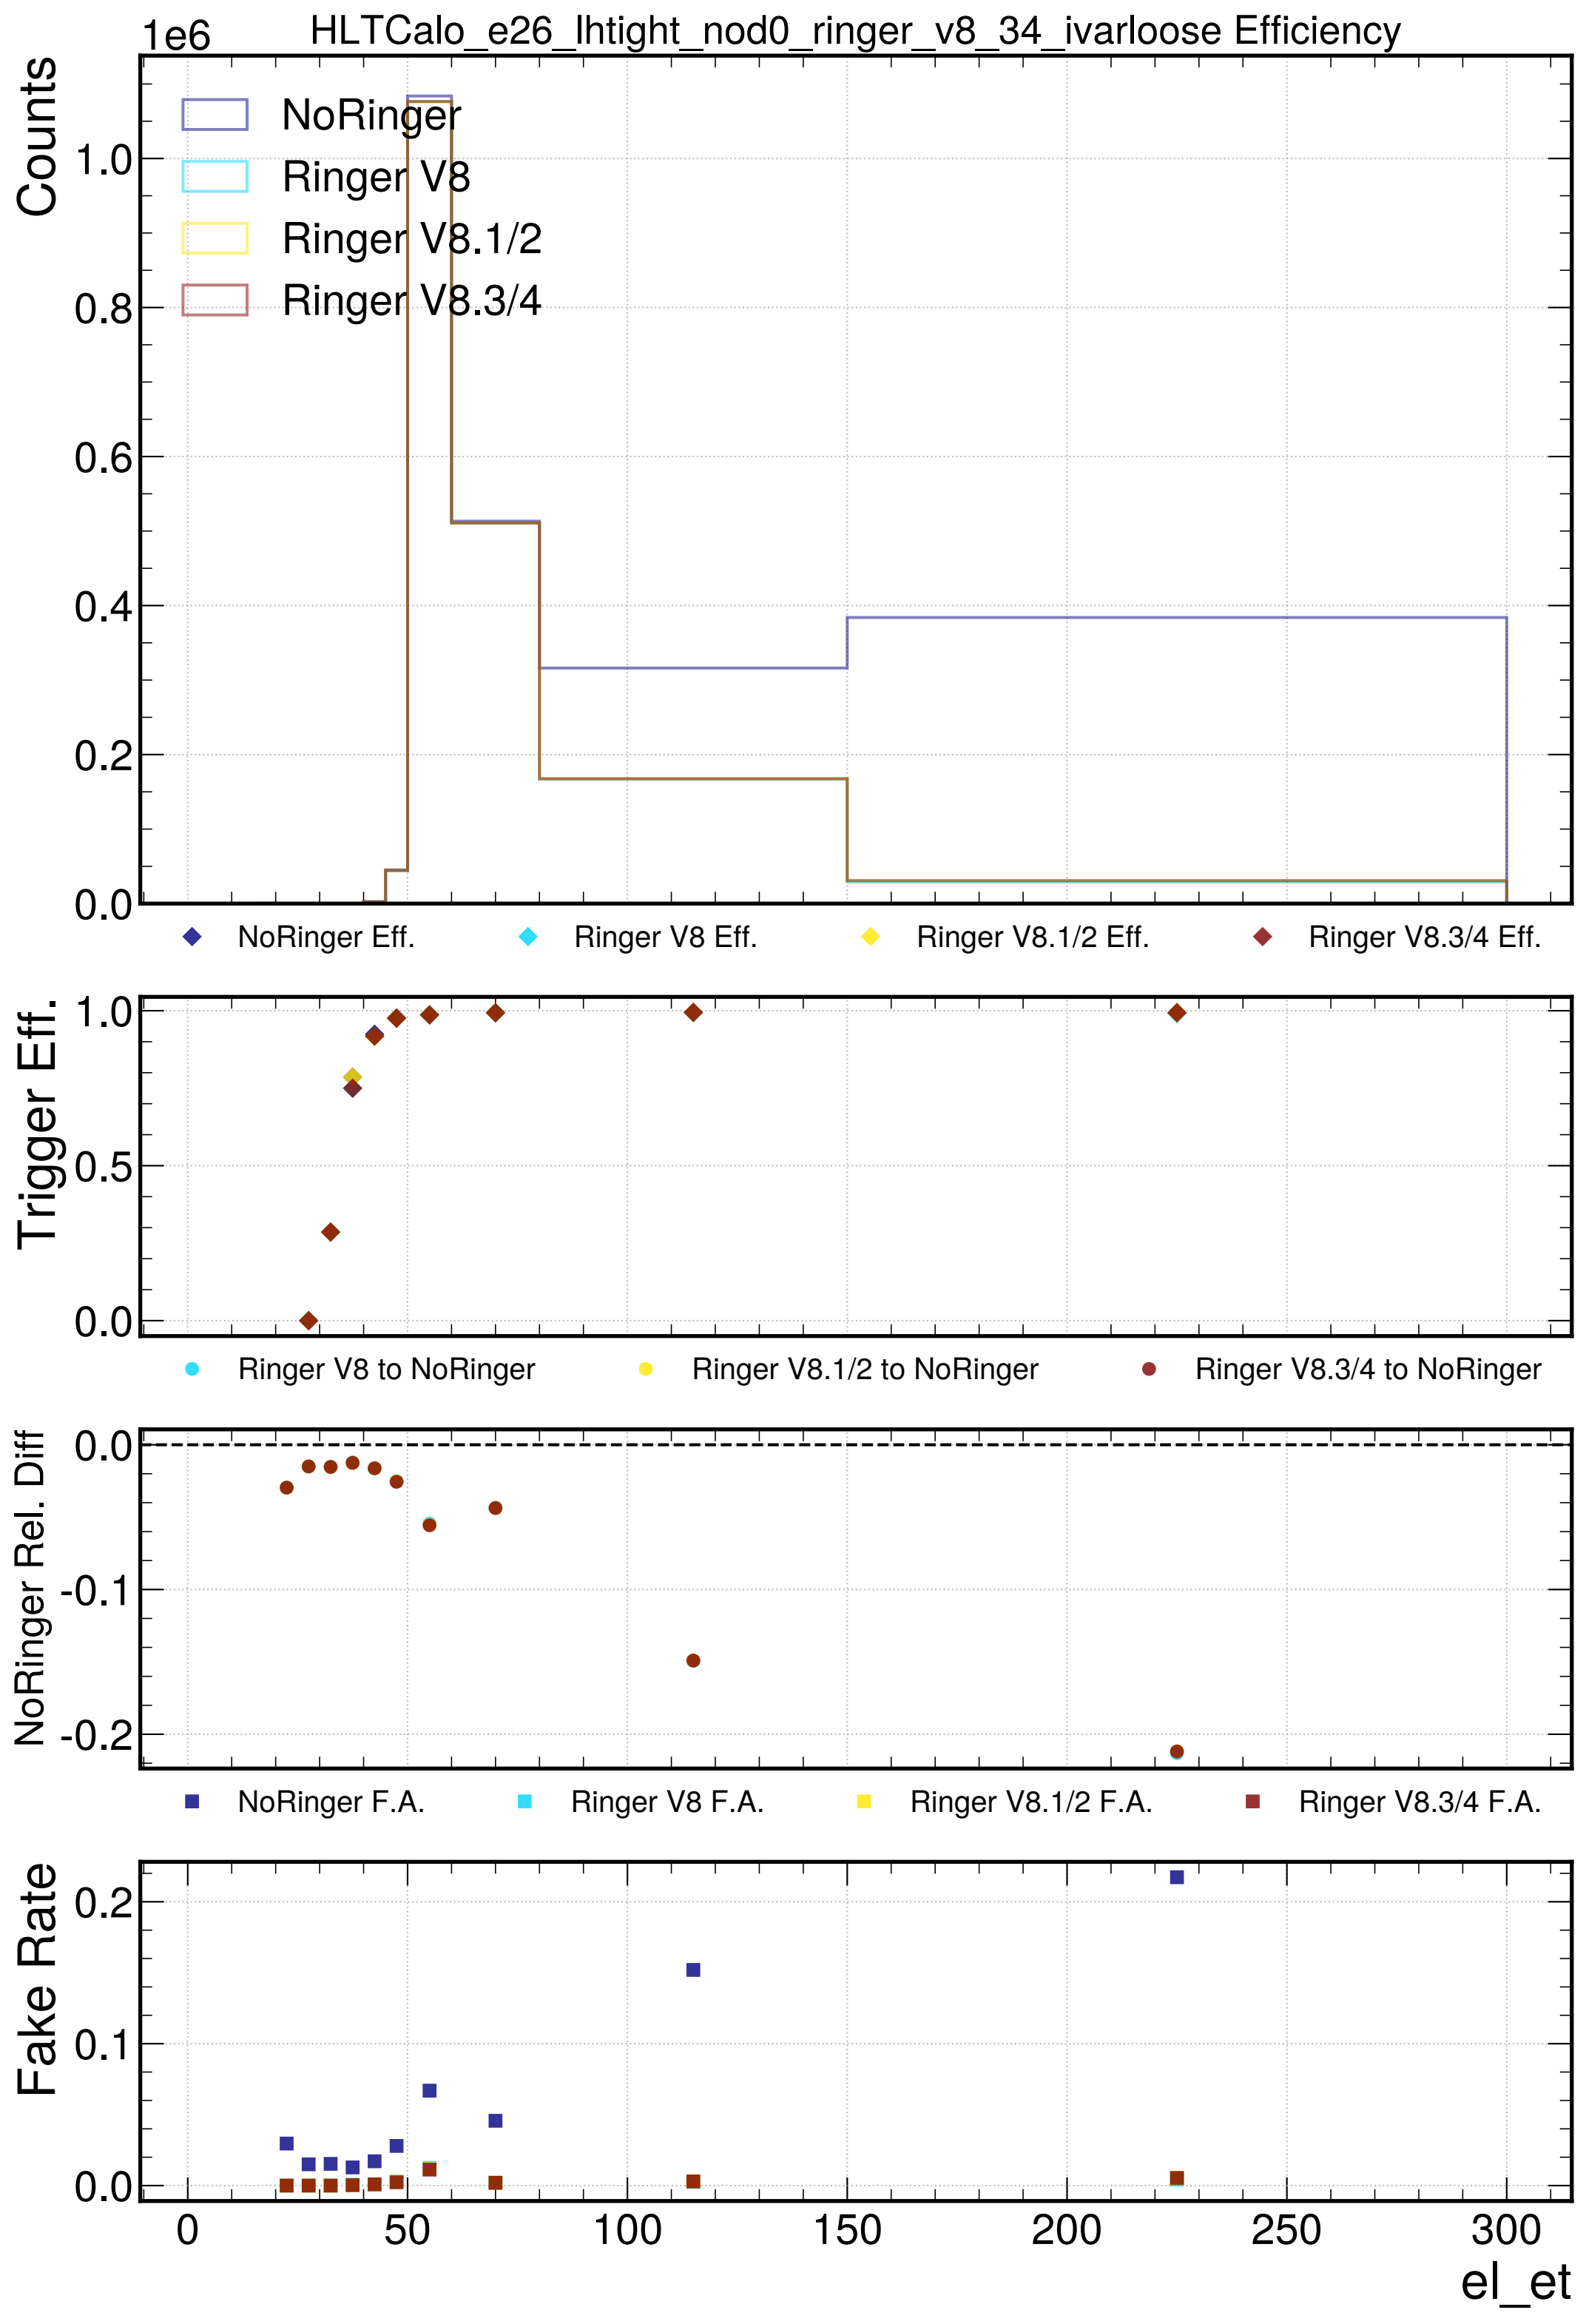 1e6
HLTCalo_e26_lhtight_nod0_ringer_v8_34_ivarloose Efficiency
Counts
NoRinger
Ringer V8
Ringer V8.1/2
Ringer V8.3/4
1.0
0.8
0.6
0.4
0.2
0.0
NoRinger Eff.
Ringer V8 Eff.
Ringer V8.1/2 Eff.
Ringer V8.3/4 Eff.
Trigger Eff.
1.0
0.5
0.0
Ringer V8 to NoRinger
Ringer V8.1/2 to NoRinger
Ringer V8.3/4 to NoRinger
NoRinger Rel. Diff
0.0
-0.1
-0.2
NoRinger F.A.
Ringer V8 F.A.
Ringer V8.1/2 F.A.
Ringer V8.3/4 F.A.
Fake Rate
0.2
0.1
0.0
0 50 100 150 200 250 300
el_et